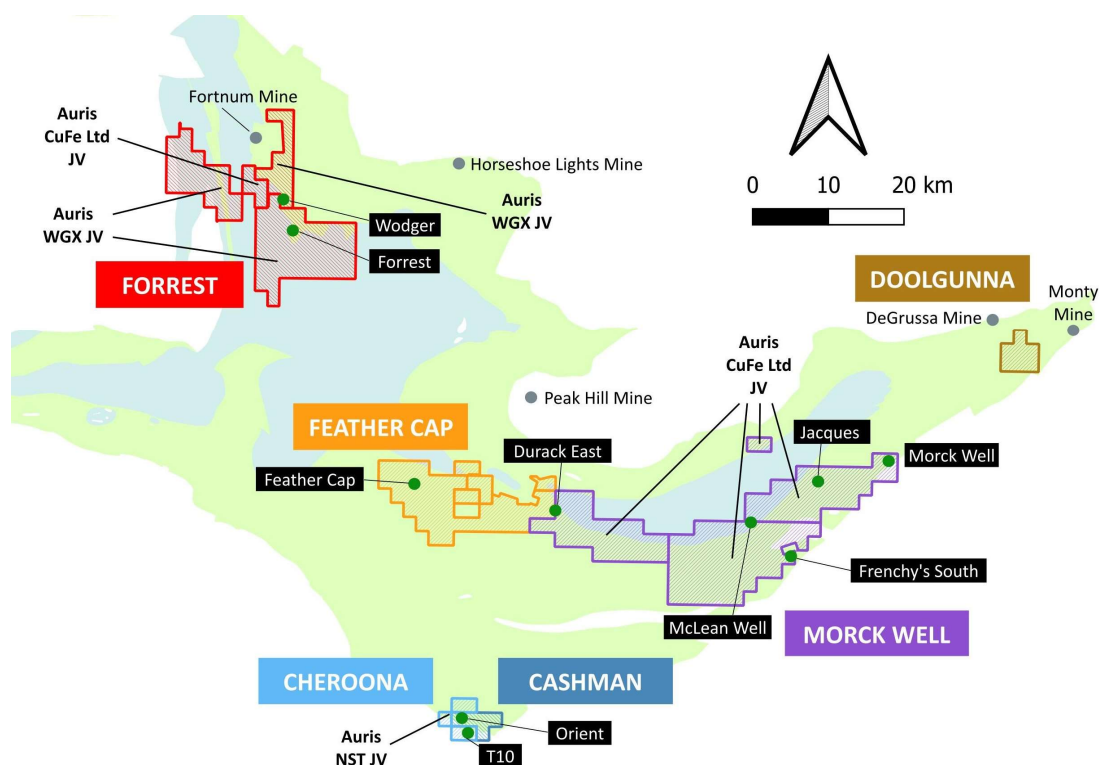 Fortnum Mine
Auris
CuFe Ltd
JV
Horseshoe Lights Mine
0 10 20 km
Auris
WGX JV
Auris
WGX JV
Wodger
Forrest
FORREST
DOOLGUNNA
Monty
Mine
DeGrussa Mine
Auris
CuFe Ltd
JV
Peak Hill Mine
FEATHER CAP
Jacques
Durack East
Morck Well
Feather Cap
Frenchy's South
McLean Well
MORCK WELL
CHEROONA
CASHMAN
Orient
Auris
NST JV
T10